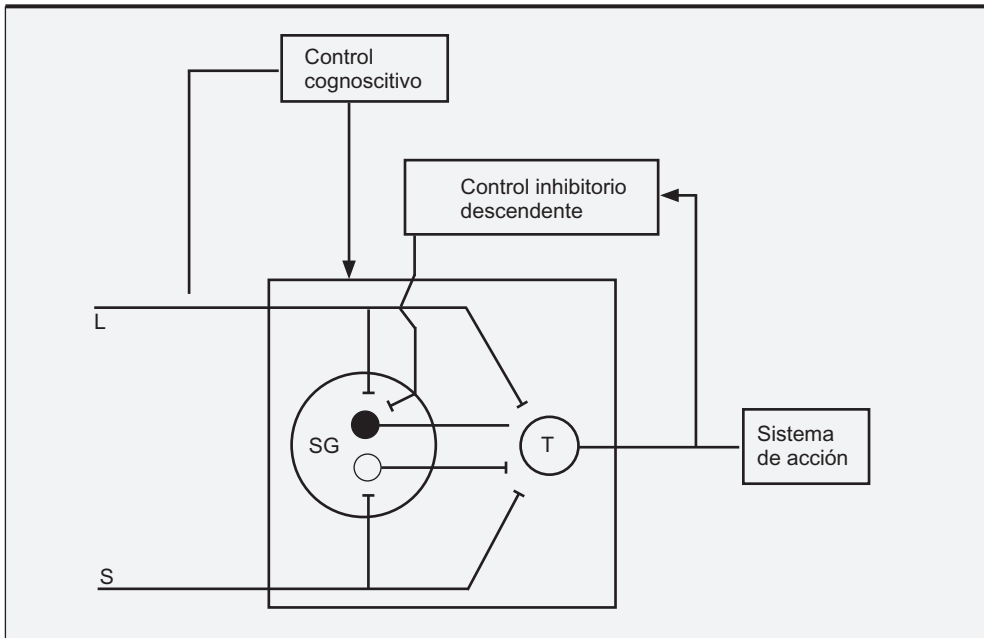 Control
cognoscitivo
Control inhibitorio
descendente
L
SG
T
Sistema
de acción
S